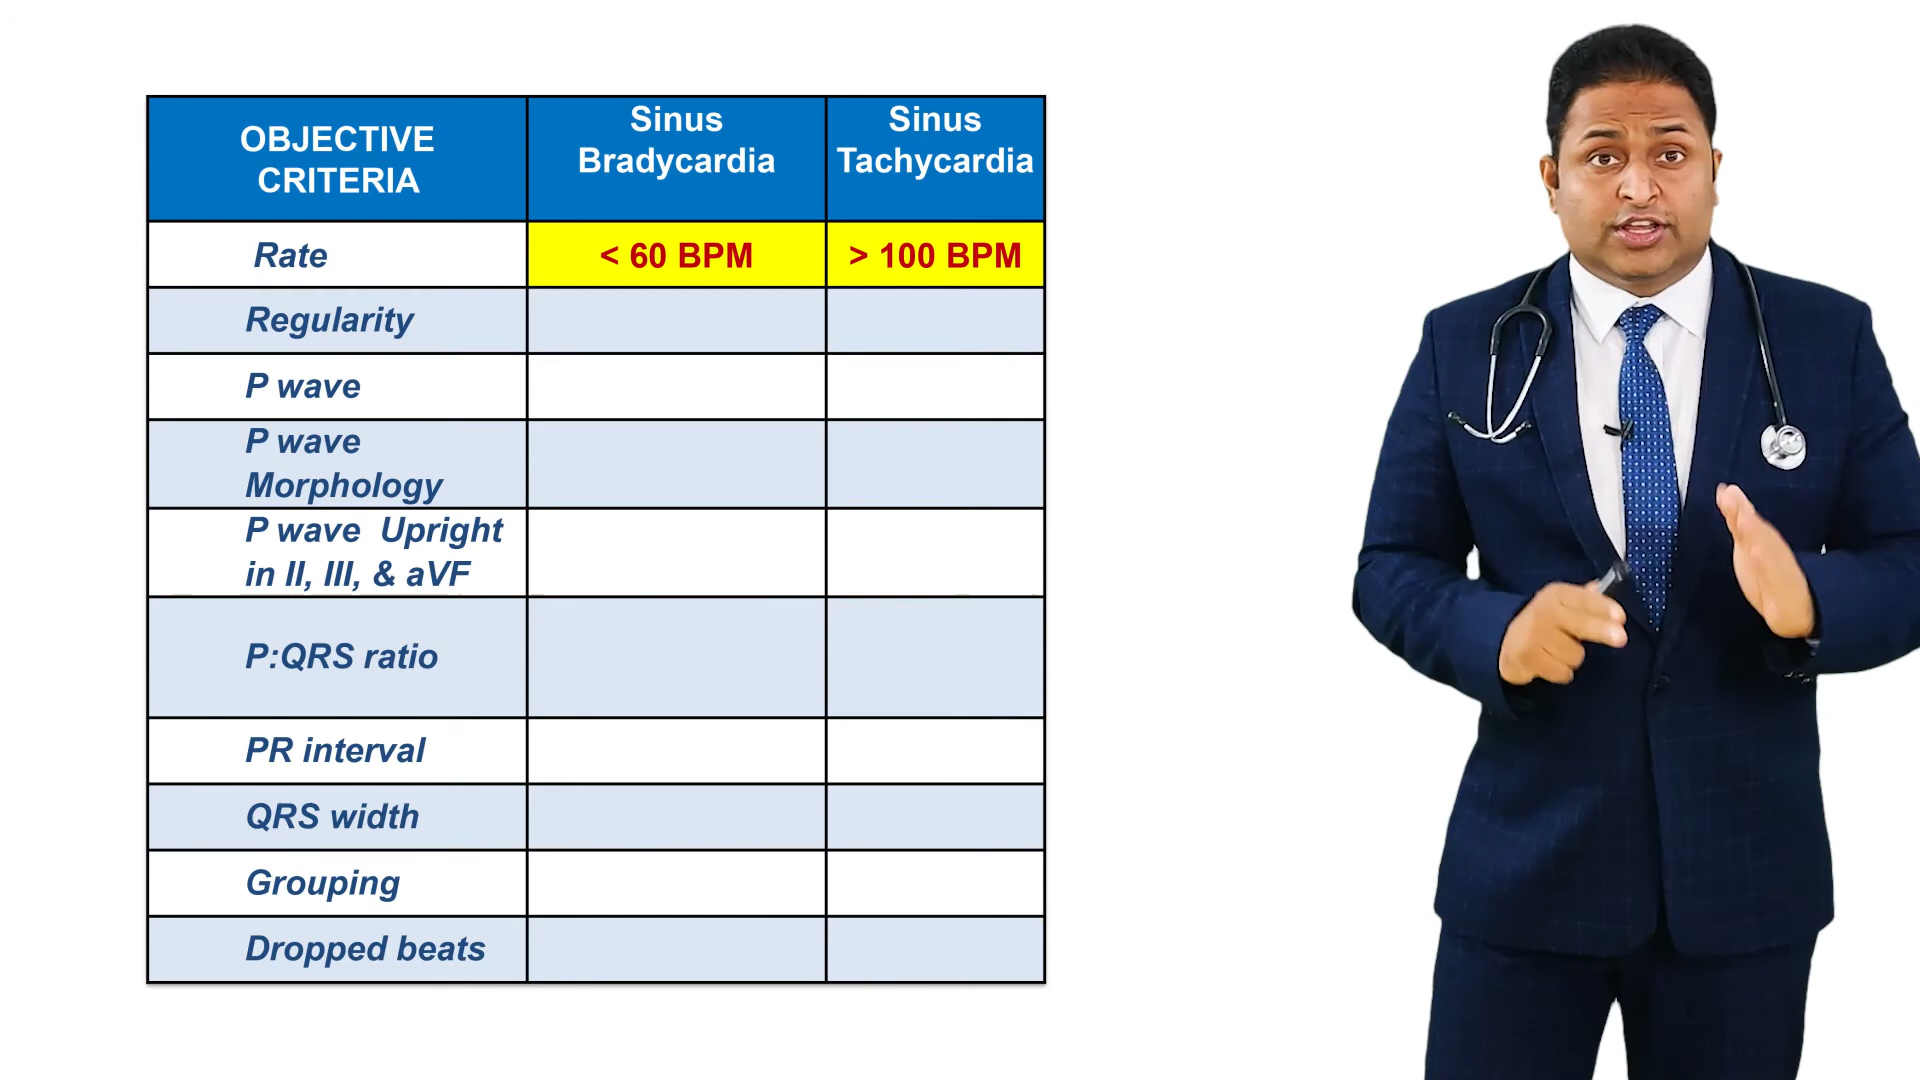 OBJECTIVE
CRITERIA
Sinus
Bradycardia
Sinus
Tachycardia
Rate
< 60 BPM
> 100 BPM
Regularity
P wave
P wave
Morphology
P wave Upright
in II, III, & aVF
P:QRS ratio
PR interval
QRS width
Grouping
Dropped beats